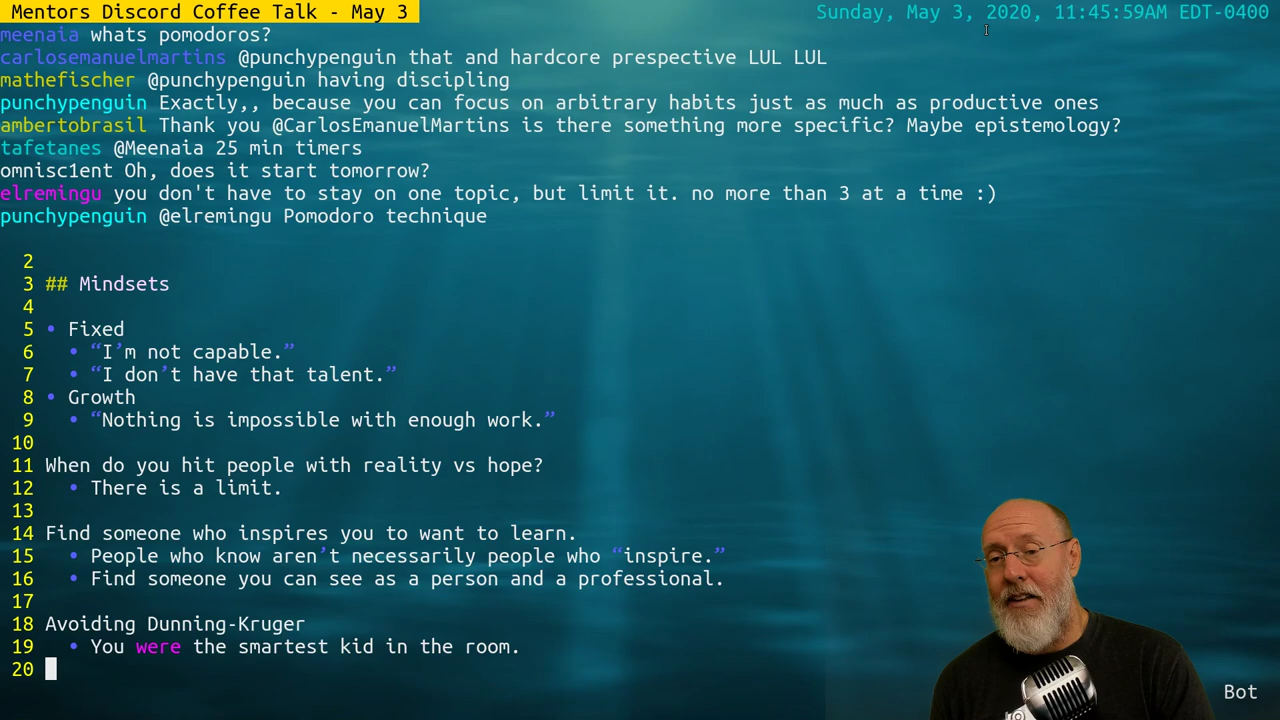 Mentors Discord Coffee Talk - May 3
Sunday, May 3, 2020, 11:45:59AM EDT-0400
meenaia whats pomodoros?
carlosemanuelmartins @punchypenguin that and hardcore prespective LUL LUL
mathefischer @punchypenguin having discipling
punchypenguin Exactly,, because you can focus on arbitrary habits just as much as productive ones
ambertobrasil Thank you @CarlosEmanuelMartins is there something more specific? Maybe epistemology?
tafetanes @Meenaia 25 min timers
omnisc1ent Oh, does it start tomorrow?
elremingu you don't have to stay on one topic, but limit it. no more than 3 at a time :)
punchypenguin @elremingu Pomodoro technique
2
3 ## Mindsets
4
5 • Fixed
6 • “I’m not capable.”
7 • “I don’t have that talent.”
8 • Growth
9 • “Nothing is impossible with enough work.”
10
11 When do you hit people with reality vs hope?
12 • There is a limit.
13
14 Find someone who inspires you to want to learn.
15 • People who know aren’t necessarily people who “inspire.”
16 • Find someone you can see as a person and a professional.
17
18 Avoiding Dunning-Kruger
19 • You were the smartest kid in the room.
20
Bot